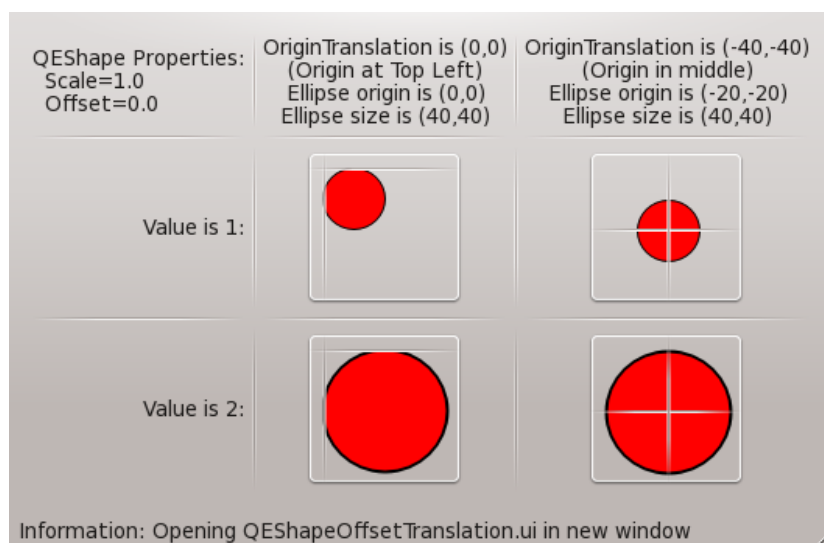 QEShape Properties:
Scale=1.0
Offset=0.0
OriginTranslation is (0,0)
(Origin at Top Left)
Ellipse origin is (0,0)
Ellipse size is (40,40)
OriginTranslation is (-40,-40)
(Origin in middle)
Ellipse origin is (-20,-20)
Ellipse size is (40,40)
Value is 1:
Value is 2:
Information: Opening QEShapeOffsetTranslation.ui in new window